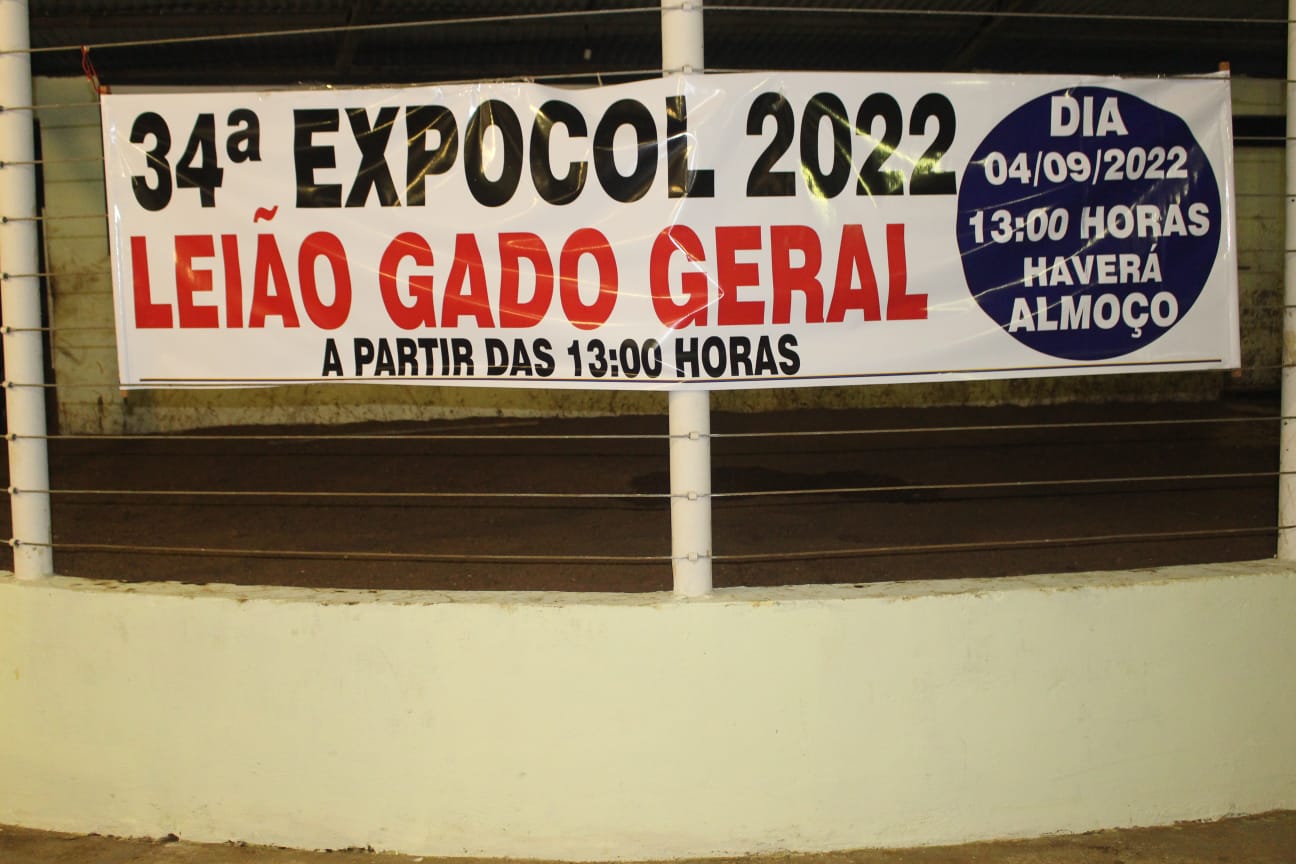 34ª EXPOCOL 2022
LEIÃO GADO GERAL
A PARTIR DAS 13:00 HORAS
DIA
04/09/2022
13:00 HORAS
HAVERÁ
ALMOÇO